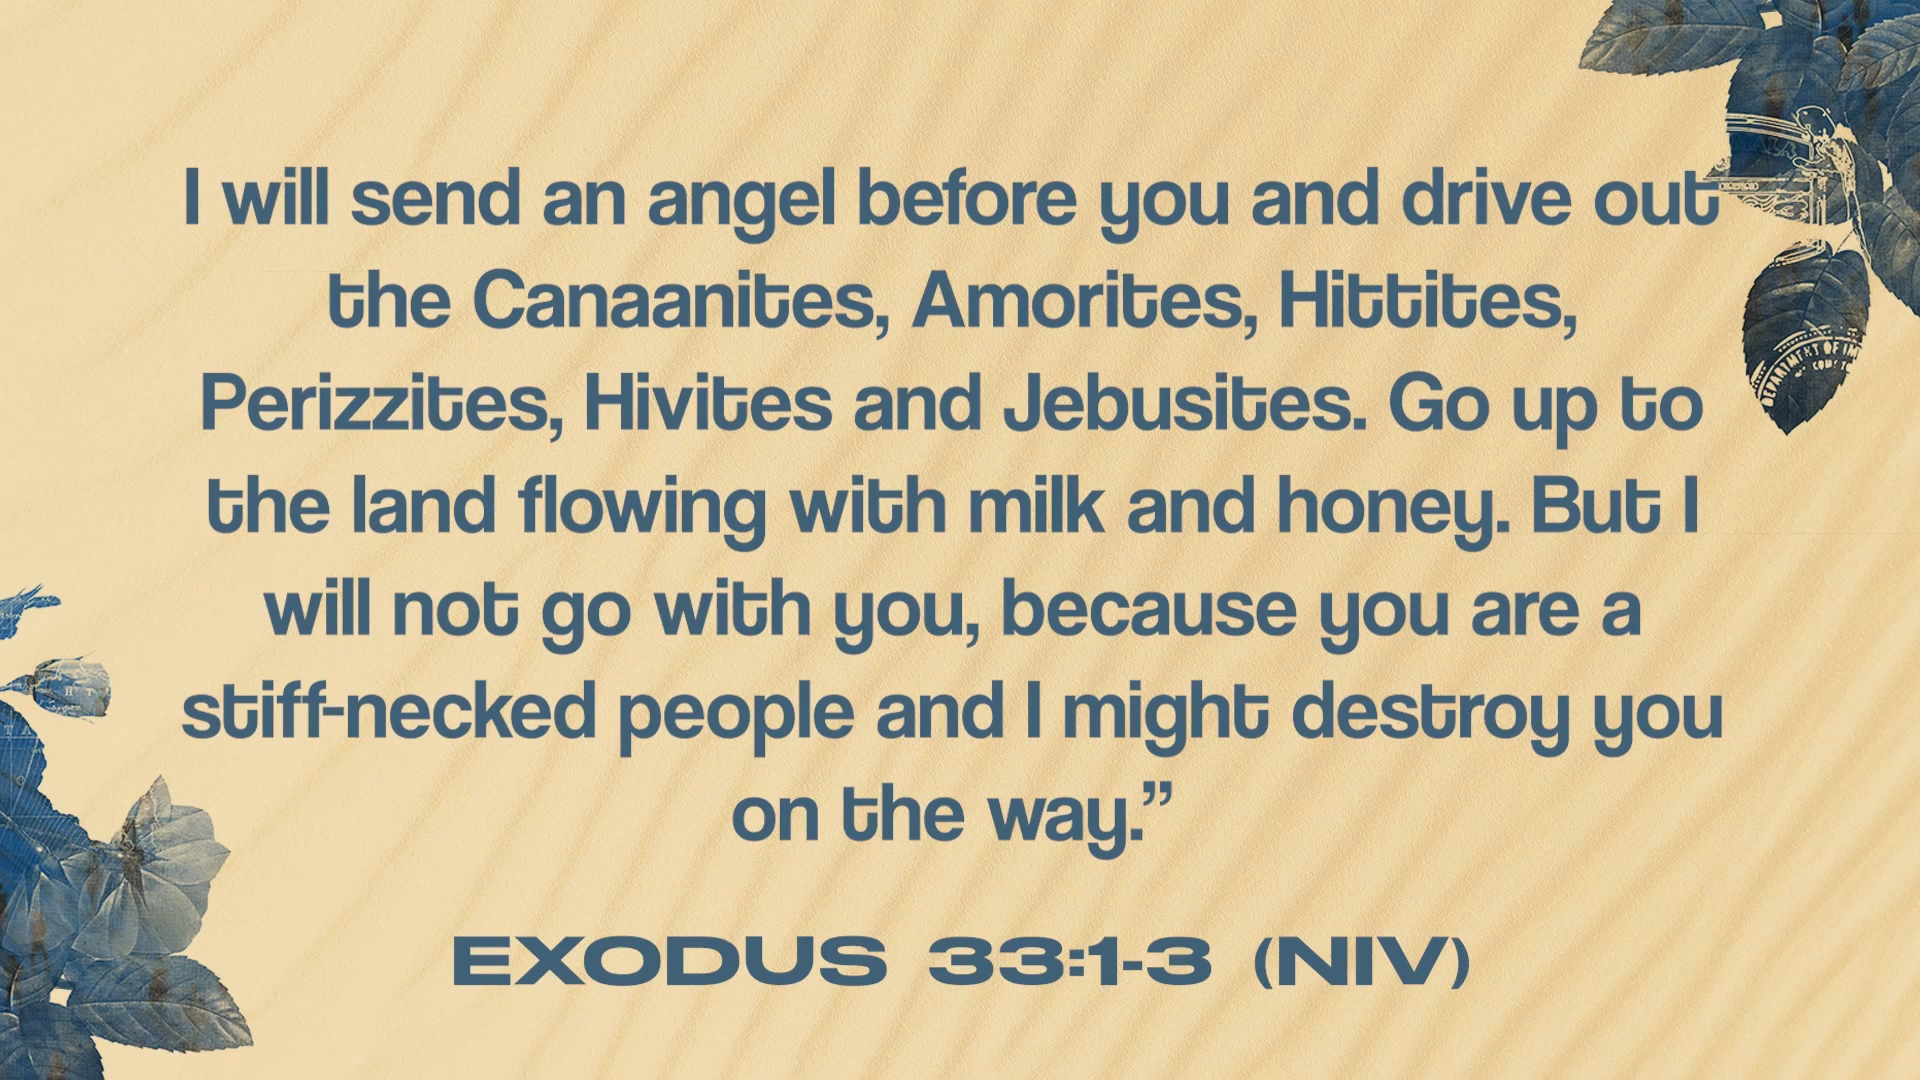 I will send an angel before you and drive out
the Canaanites, Amorites, Hittites,
Perizzites, Hivites and Jebusites. Go up to
the land flowing with milk and honey. But I
will not go with you, because you are a
stiff-necked people and I might destroy you
on the way.”
EXODUS 33:1-3 (NIV)
DEPARTMENT OF